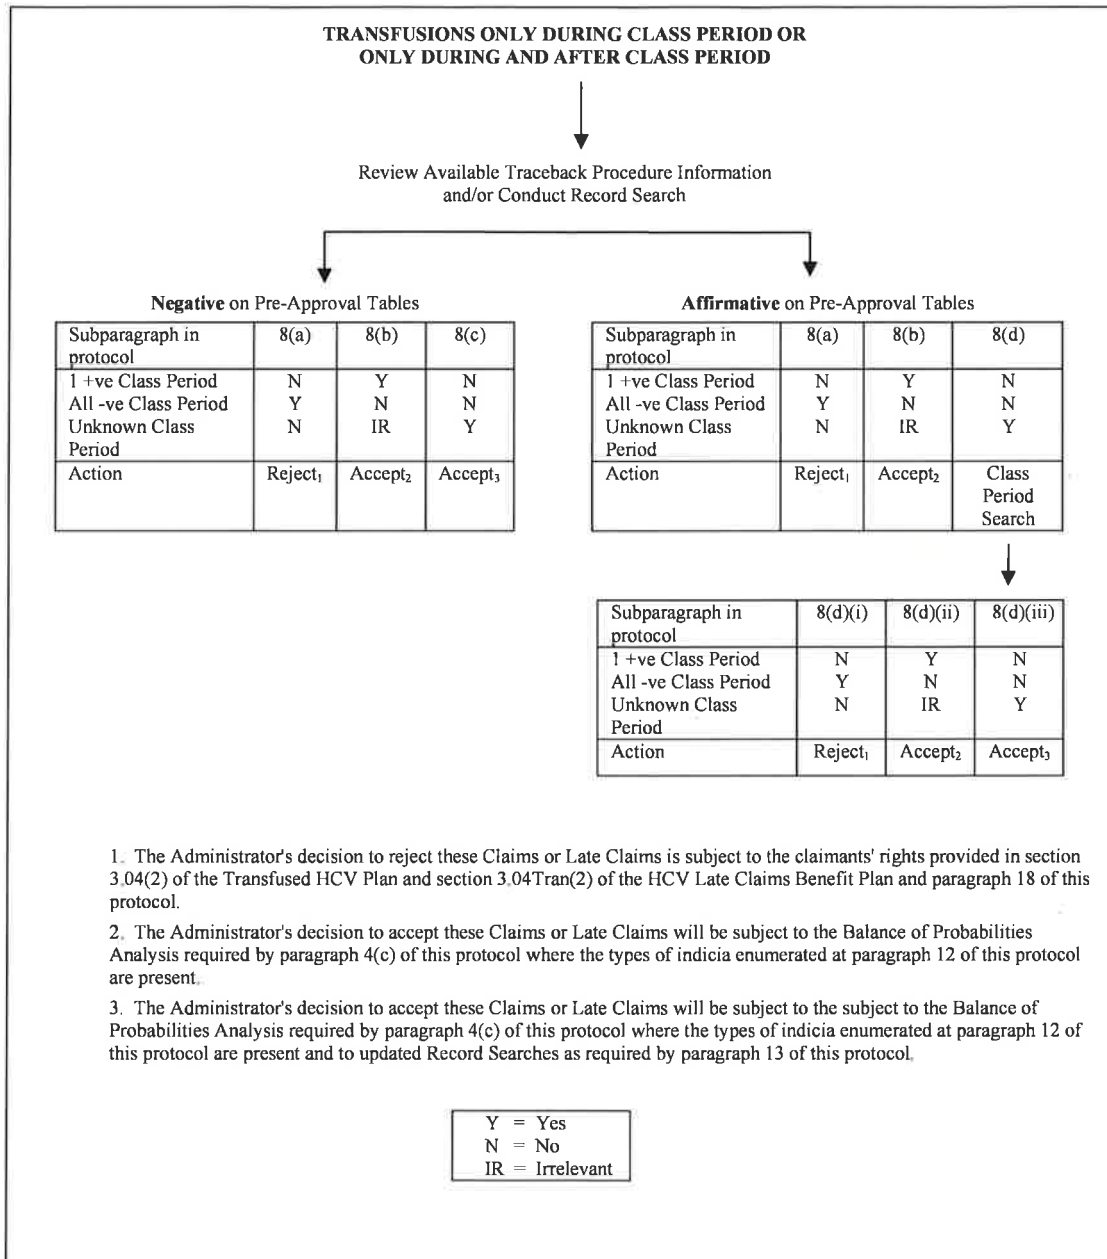 TRANSFUSIONS ONLY DURING CLASS PERIOD OR
ONLY DURING AND AFTER CLASS PERIOD
Review Available Traceback Procedure Information
and/or Conduct Record Search
Negative on Pre-Approval Tables
Subparagraph in protocol 8(a) 8(b) 8(c)
1 +ve Class Period N Y N
All -ve Class Period Y N N
Unknown Class Period N IR Y
Action Reject1 Accept2 Accept3
Affirmative on Pre-Approval Tables
Subparagraph in protocol 8(a) 8(b) 8(d)
1 +ve Class Period N Y N
All -ve Class Period Y N N
Unknown Class Period N IR Y
Action Reject1 Accept2 Class Period Search
Subparagraph in protocol 8(d)(i) 8(d)(ii) 8(d)(iii)
1 +ve Class Period N Y N
All -ve Class Period Y N N
Unknown Class Period N IR Y
Action Reject1 Accept2 Accept3
1. The Administrator's decision to reject these Claims or Late Claims is subject to the claimants' rights provided in section
3.04(2) of the Transfused HCV Plan and section 3.04Tran(2) of the HCV Late Claims Benefit Plan and paragraph 18 of this
protocol.
2. The Administrator's decision to accept these Claims or Late Claims will be subject to the Balance of Probabilities
Analysis required by paragraph 4(c) of this protocol where the types of indicia enumerated at paragraph 12 of this protocol
are present.
3. The Administrator's decision to accept these Claims or Late Claims will be subject to the subject to the Balance of
Probabilities Analysis required by paragraph 4(c) of this protocol where the types of indicia enumerated at paragraph 12 of
this protocol are present and to updated Record Searches as required by paragraph 13 of this protocol.
Y = Yes
N = No
IR = Irrelevant